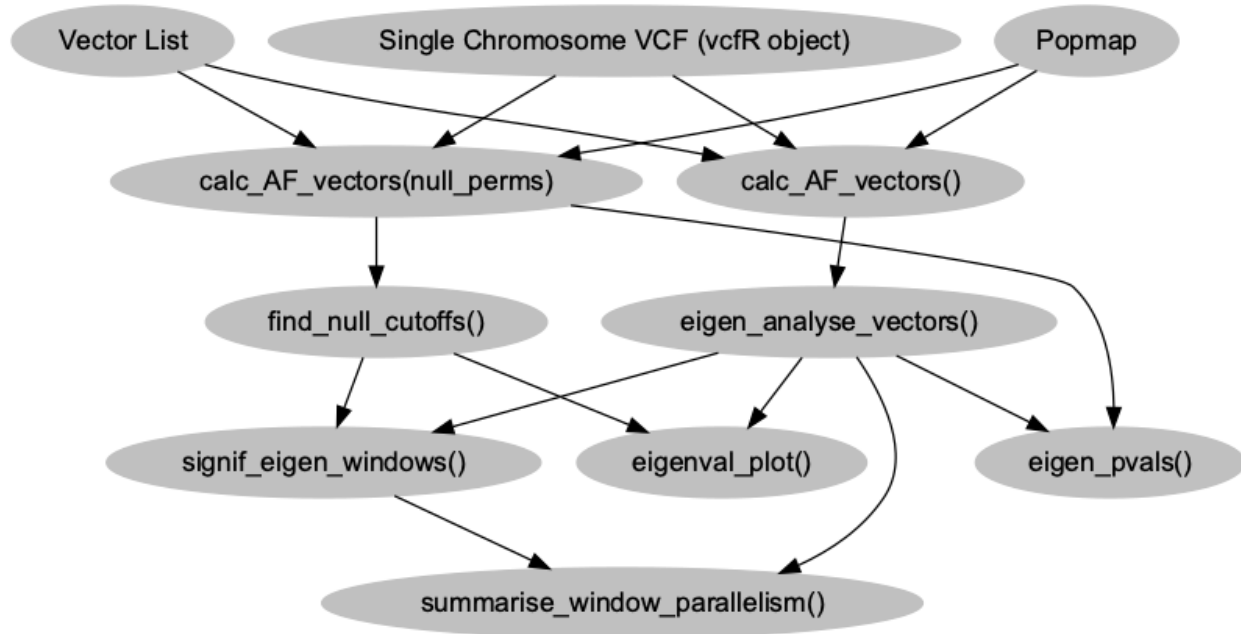 Vector List
Single Chromosome VCF (vcfR object)
Popmap
calc_AF_vectors(null_perms)
calc_AF_vectors()
find_null_cutoffs()
eigen_analyse_vectors()
signif_eigen_windows()
eigenval_plot()
eigen_pvals()
summarise_window_parallelism()